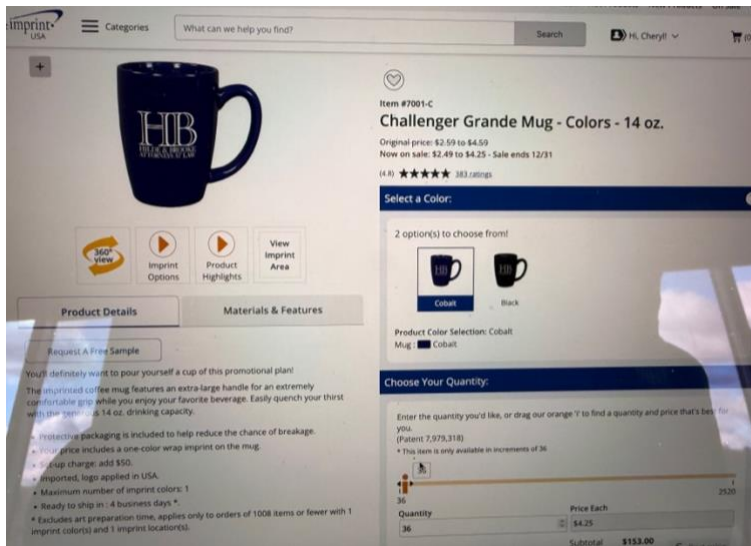 imprint
USA
Categories
What can we help you find?
Search
Hi, Cheryl!
Item #7001-C
Challenger Grande Mug - Colors - 14 oz.
Original price: $2.59 to $4.59
Now on sale: $2.49 to $4.25 - Sale ends 12/31
(4.8) ★★★★★ 383 ratings
HB
HILDE & BROOKE
ATTORNEYS AT LAW
360°
view
Imprint
Options
Product
Highlights
View
Imprint
Area
Product Details
Materials & Features
Request A Free Sample
You'll definitely want to pour yourself a cup of this promotional plan!
The imprinted coffee mug features an extra-large handle for an extremely
comfortable grip while you enjoy your favorite beverage. Easily quench your thirst
with the generous 14 oz. drinking capacity.
• Protective packaging is included to help reduce the chance of breakage.
• Your price includes a one-color wrap imprint on the mug.
• Set-up charge: add $50.
• Imported, logo applied in USA.
• Maximum number of imprint colors: 1
• Ready to ship in : 4 business days *.
* Excludes art preparation time, applies only to orders of 1008 items or fewer with 1
imprint color(s) and 1 imprint location(s).
Select a Color:
2 option(s) to choose from!
HB
HB
Cobalt
Black
Product Color Selection: Cobalt
Mug : Cobalt
Choose Your Quantity:
Enter the quantity you'd like, or drag our orange 'i' to find a quantity and price that's best for
you.
(Patent 7,979,318)
* This item is only available in increments of 36
36
36
2520
Quantity
Price Each
36
$4.25
Subtotal $153.00